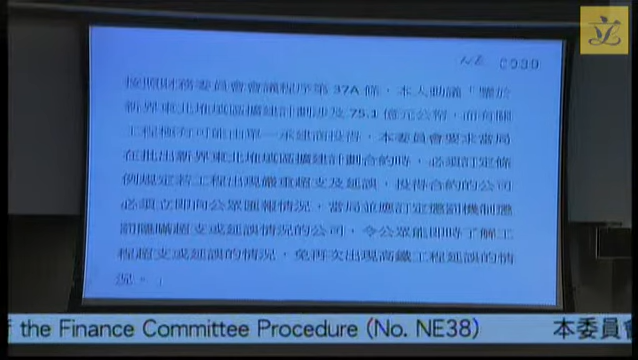 NE 0030
按照財務委員會會議程序第 37A 條，本人動議「鑒於
新界東北堆填區擴建計劃涉及 75.1 億元公帑，而有關
工程極有可能由單一承建商投得，本委員會要求當局
在批出新界東北堆填區擴建計劃合約時，必須訂定條
例規定若工程出現嚴重超支及延誤，投得合約的公司
必須立即向公眾匯報情況，當局並應訂定懲罰機制懲
罰隱瞞超支或延誤情況的公司，令公眾能即時了解工
程超支或延誤的情況，免再次出現高鐵工程延誤的情
況。」
f the Finance Committee Procedure (No. NE38) 本委員會